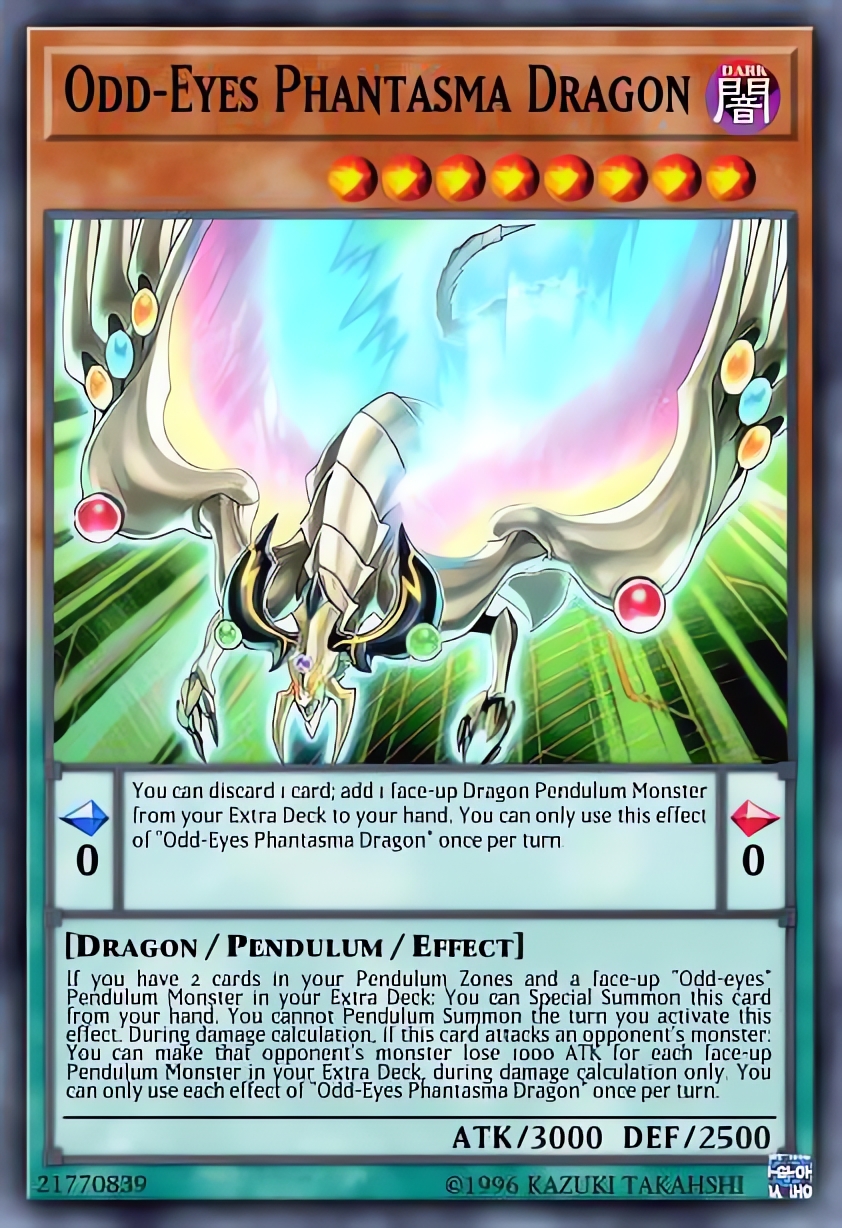 ODD-EYES PHANTASMA DRAGON
DARK
闇
0
You can discard 1 card; add 1 face-up Dragon Pendulum Monster
from your Extra Deck to your hand. You can only use this effect
of "Odd-Eyes Phantasma Dragon" once per turn
0
[DRAGON / PENDULUM / EFFECT]
If you have 2 cards in your Pendulum Zones and a face-up "Odd-eyes"
Pendulum Monster in your Extra Deck: You can Special Summon this card
from your hand. You cannot Pendulum Summon the turn you activate this
effect. During damage calculation, if this card attacks an opponent's monster:
You can make that opponent's monster lose 1000 ATK for each face-up
Pendulum Monster in your Extra Deck, during damage calculation only. You
can only use each effect of "Odd-Eyes Phantasma Dragon" once per turn.
ATK/3000 DEF/2500
21770839
©1996 KAZUKI TAKAHSHI